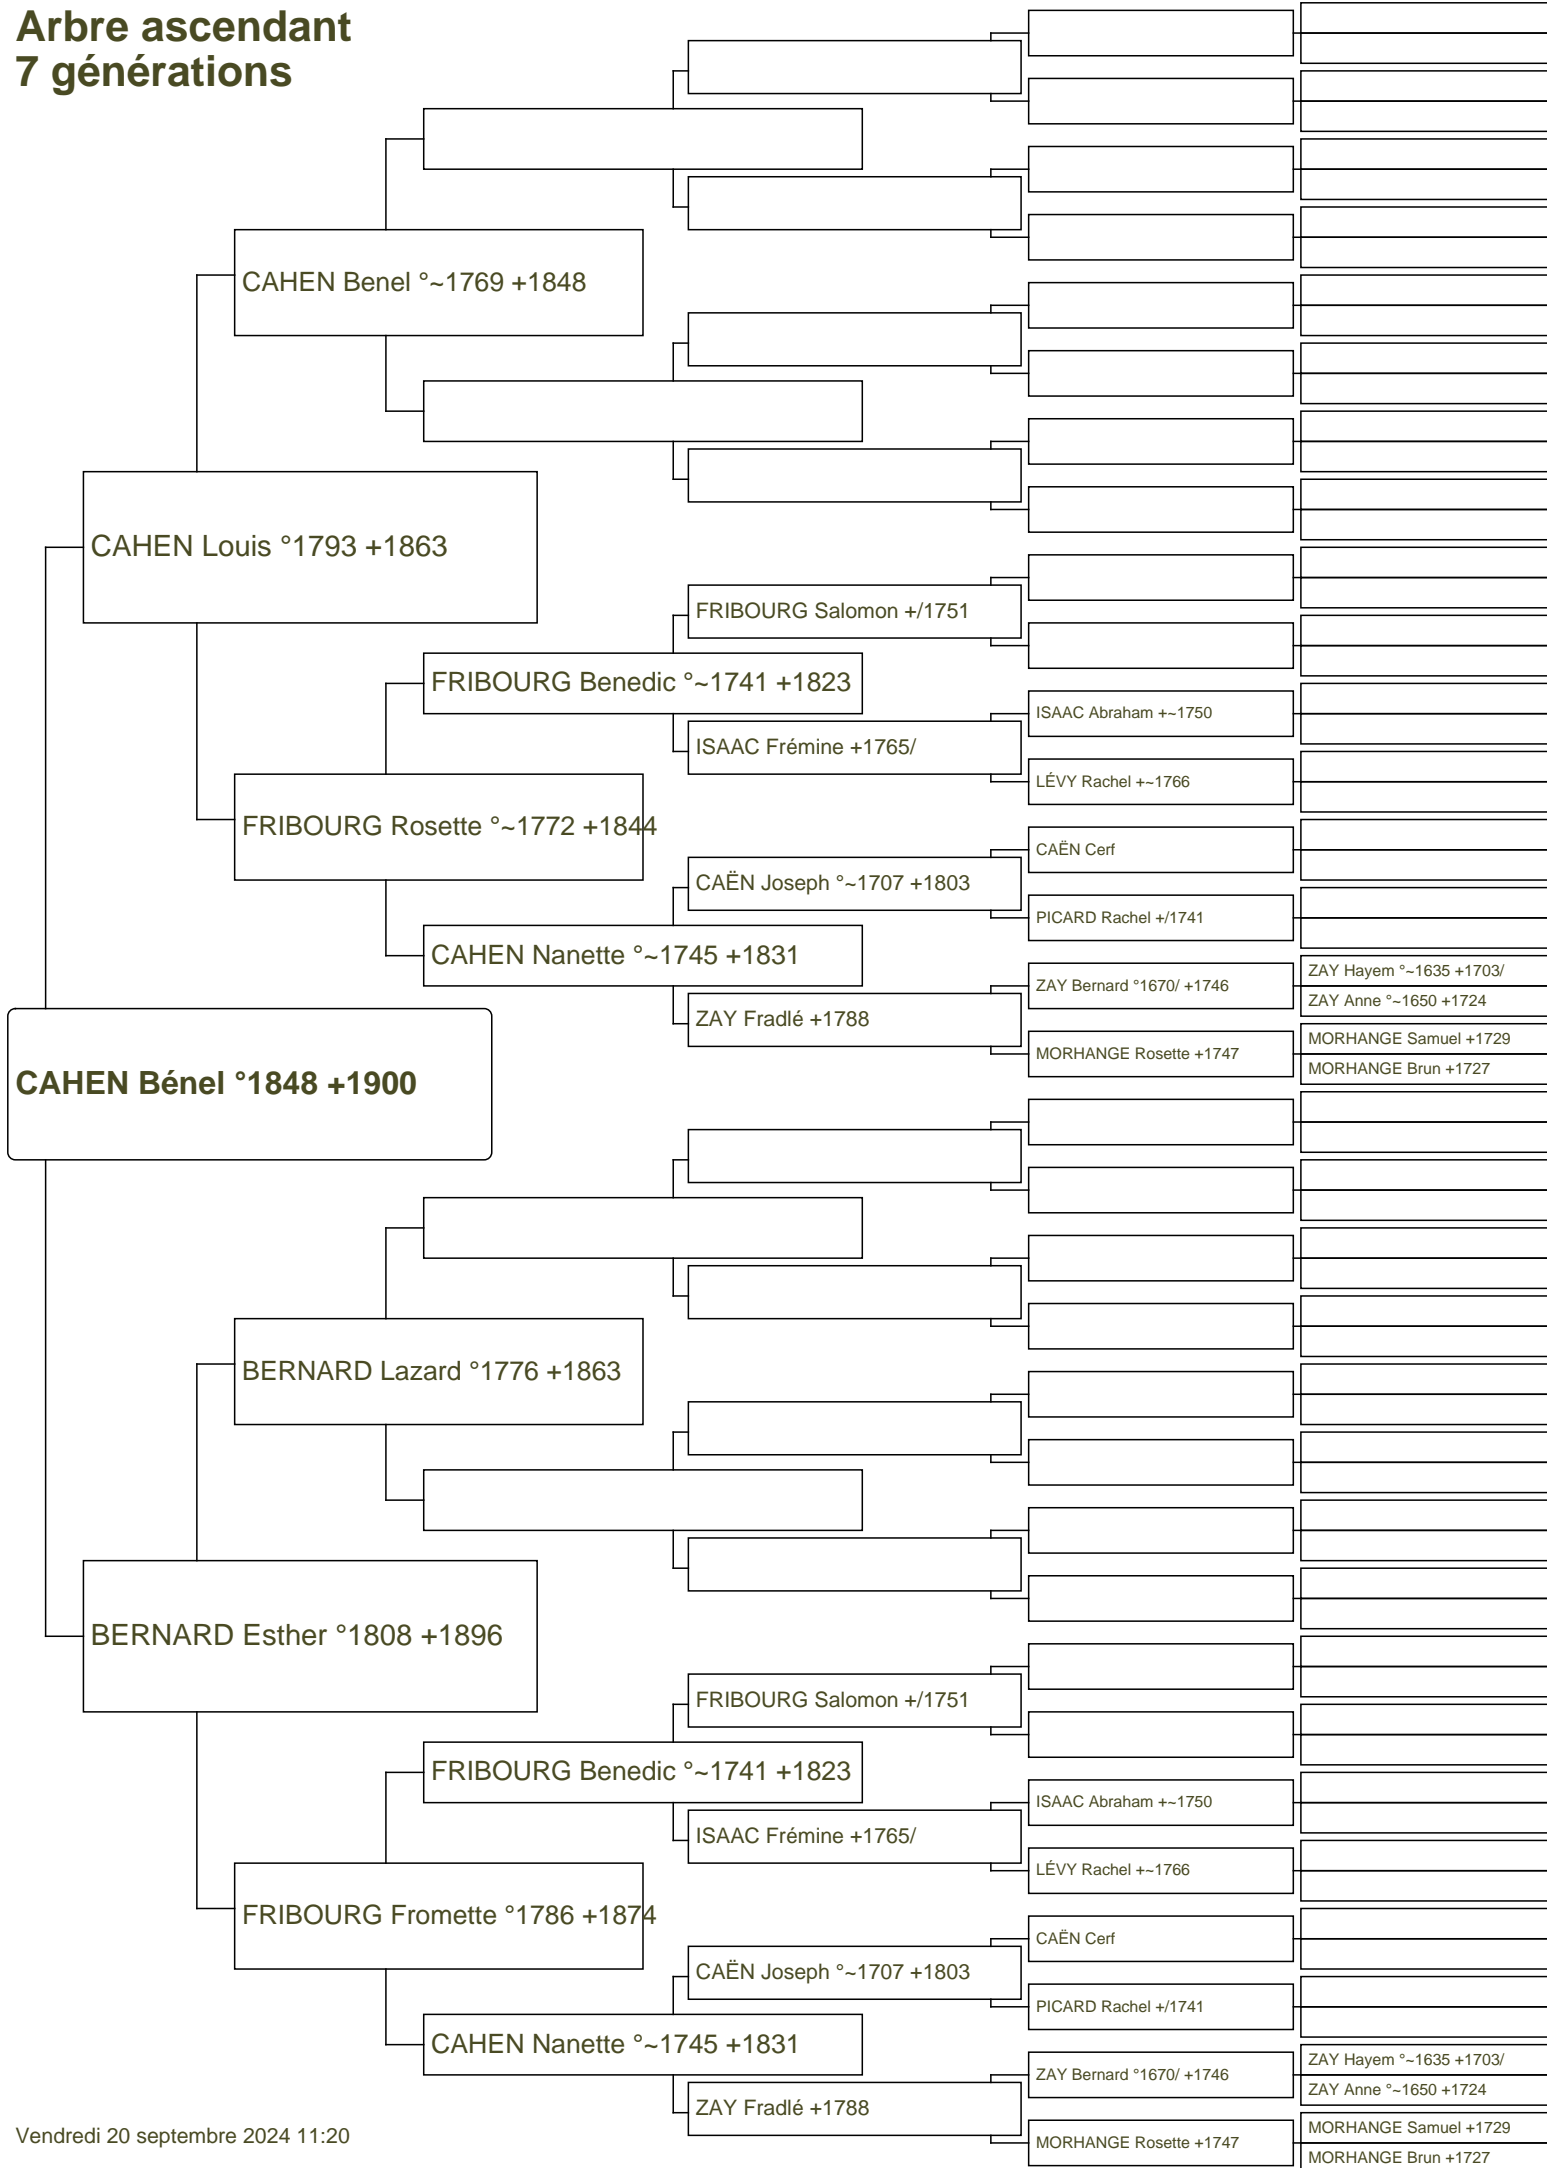 Arbre ascendant
7 générations
CAHEN Benel °~1769 +1848
CAHEN Louis °1793 +1863
FRIBOURG Salomon +/1751
FRIBOURG Benedic °~1741 +1823
ISAAC Abraham +~1750
ISAAC Frémine +1765/
LÉVY Rachel +~1766
FRIBOURG Rosette °~1772 +1844
CAËN Cerf
CAËN Joseph °~1707 +1803
PICARD Rachel +/1741
CAHEN Nanette °~1745 +1831
ZAY Hayem °~1635 +1703/
ZAY Bernard °1670/ +1746
ZAY Anne °~1650 +1724
ZAY Fradlé +1788
MORHANGE Samuel +1729
MORHANGE Rosette +1747
MORHANGE Brun +1727
CAHEN Bénel °1848 +1900
BERNARD Lazard °1776 +1863
BERNARD Esther °1808 +1896
FRIBOURG Salomon +/1751
FRIBOURG Benedic °~1741 +1823
ISAAC Abraham +~1750
ISAAC Frémine +1765/
LÉVY Rachel +~1766
FRIBOURG Fromette °1786 +1874
CAËN Cerf
CAËN Joseph °~1707 +1803
PICARD Rachel +/1741
CAHEN Nanette °~1745 +1831
ZAY Hayem °~1635 +1703/
ZAY Bernard °1670/ +1746
ZAY Anne °~1650 +1724
ZAY Fradlé +1788
MORHANGE Samuel +1729
MORHANGE Rosette +1747
MORHANGE Brun +1727
Vendredi 20 septembre 2024 11:20